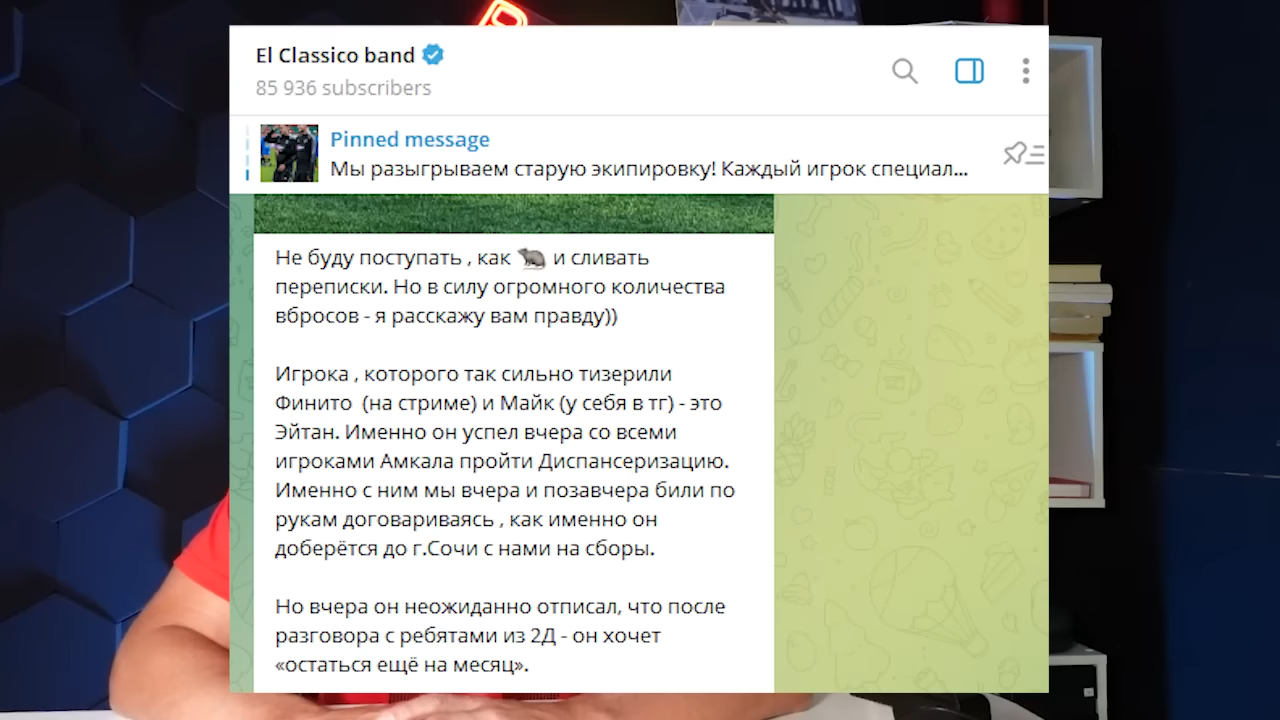 El Classico band
85 936 subscribers
Pinned message
Мы разыгрываем старую экипировку! Каждый игрок специал...
Не буду поступать , как 🐀 и сливать
переписки. Но в силу огромного количества
вбросов - я расскажу вам правду))
Игрока , которого так сильно тизерили
Финито (на стриме) и Майк (у себя в тг) - это
Эйтан. Именно он успел вчера со всеми
игроками Амкала пройти Диспансеризацию.
Именно с ним мы вчера и позавчера били по
рукам договариваясь , как именно он
доберётся до г.Сочи с нами на сборы.
Но вчера он неожиданно отписал, что после
разговора с ребятами из 2Д - он хочет
«остаться ещё на месяц».